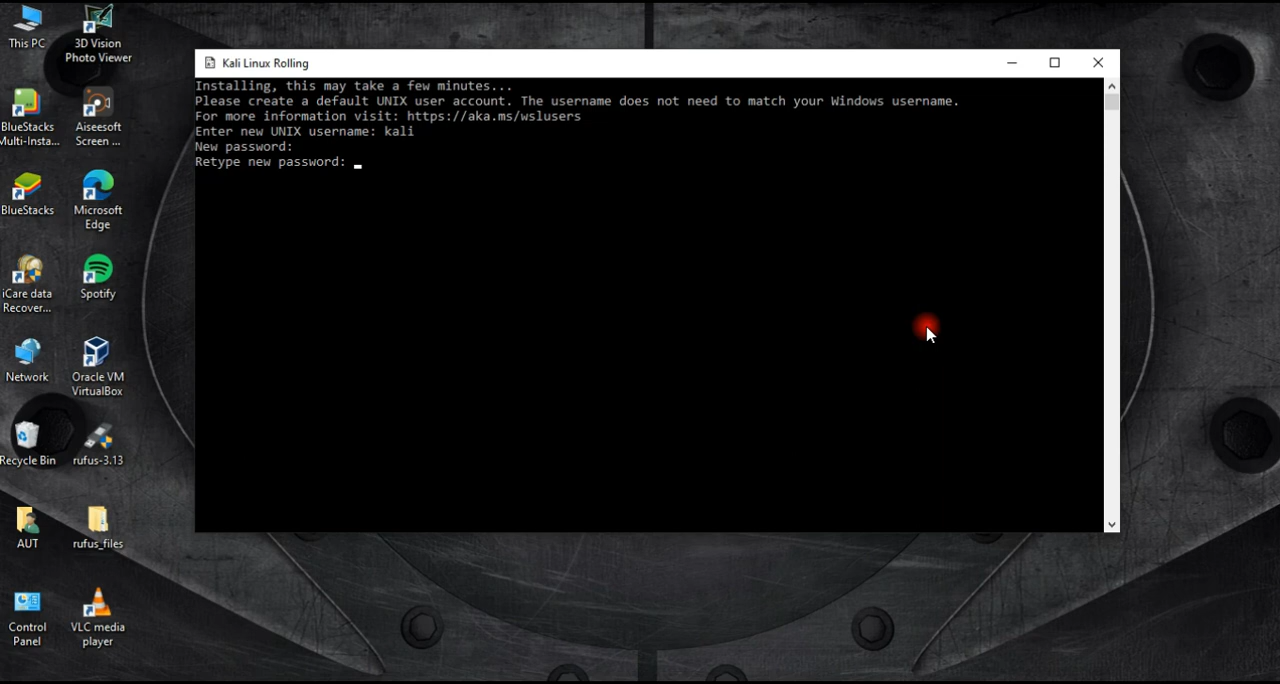 This PC
3D Vision
Photo Viewer
BlueStacks
Multi-Insta...
Aiseesoft
Screen ...
BlueStacks
Microsoft
Edge
iCare data
Recover...
Spotify
Network
Oracle VM
VirtualBox
Recycle Bin
rufus-3.13
AUT
rufus_files
Control
Panel
VLC media
player
Kali Linux Rolling
Installing, this may take a few minutes...
Please create a default UNIX user account. The username does not need to match your Windows username.
For more information visit: https://aka.ms/wslusers
Enter new UNIX username: kali
New password:
Retype new password: